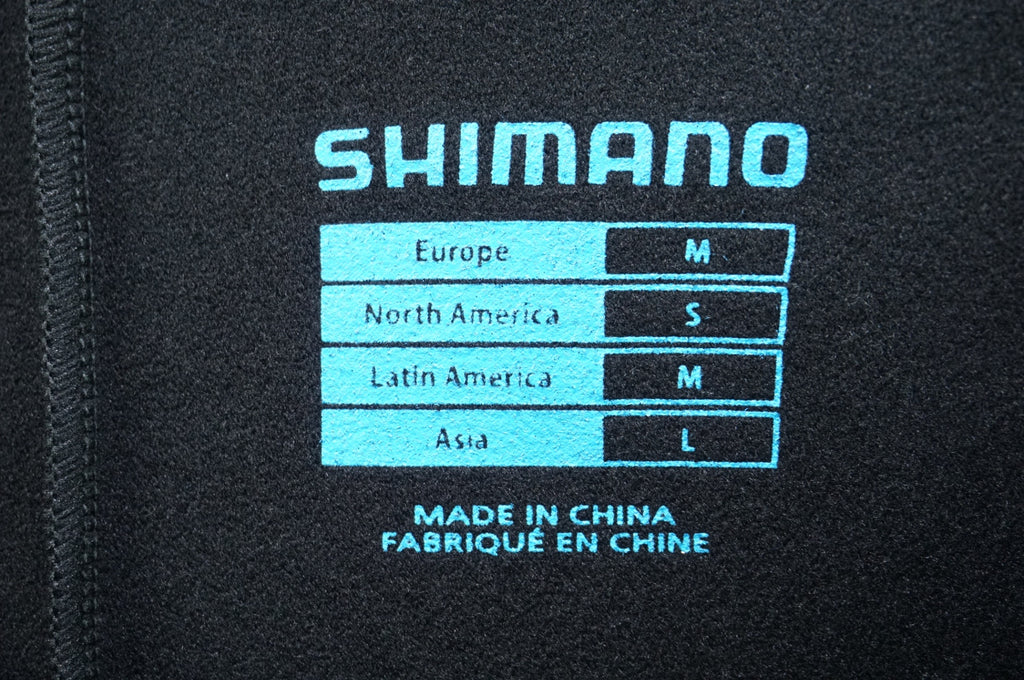 SHIMANO
Europe M
North America S
Latin America M
Asia L
MADE IN CHINA
FABRIQUÉ EN CHINE